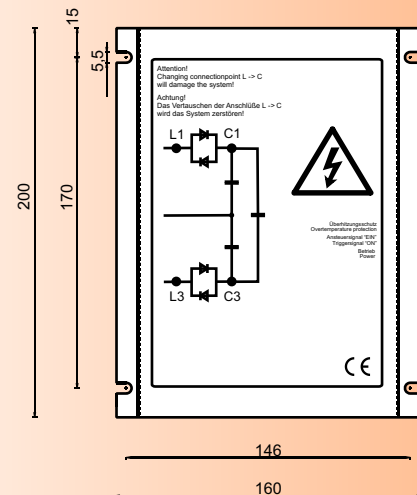 15
5,5
200
170
Attention!
Changing connectionpoint L -> C
will damage the system!
Achtung!
Das Vertauschen der Anschlüße L -> C
wird das System zerstören!
L1 C1
L3 C3
Überhitzungsschutz
Overtemperature protection
Ansteuersignal "EIN"
Triggersignal "ON"
Betrieb
Power
CE
146
160